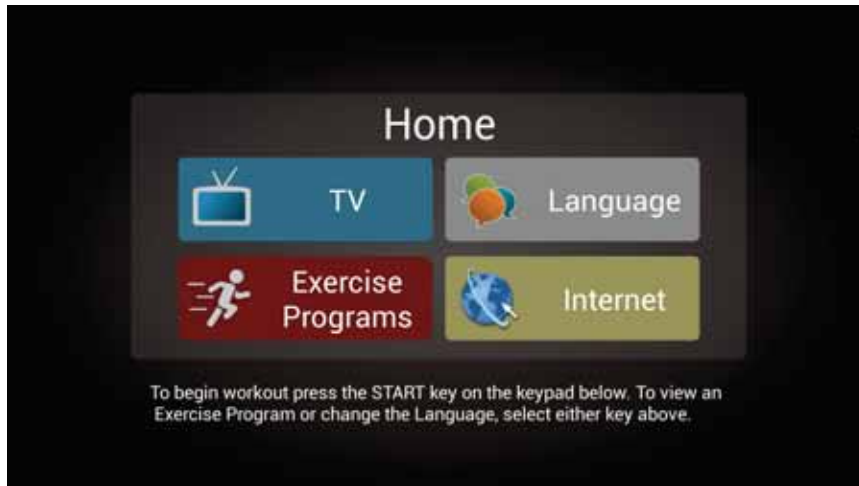 Home
TV
Language
Exercise
Programs
Internet
To begin workout press the START key on the keypad below. To view an
Exercise Program or change the Language, select either key above.